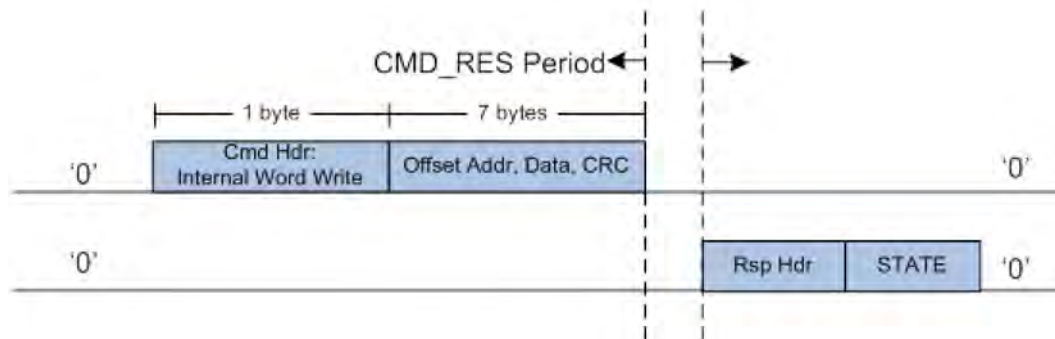 CMD_RES Period
1 byte
7 bytes
‘0’
Cmd Hdr:
Internal Word Write
Offset Addr, Data, CRC
‘0’
‘0’
Rsp Hdr
STATE
‘0’